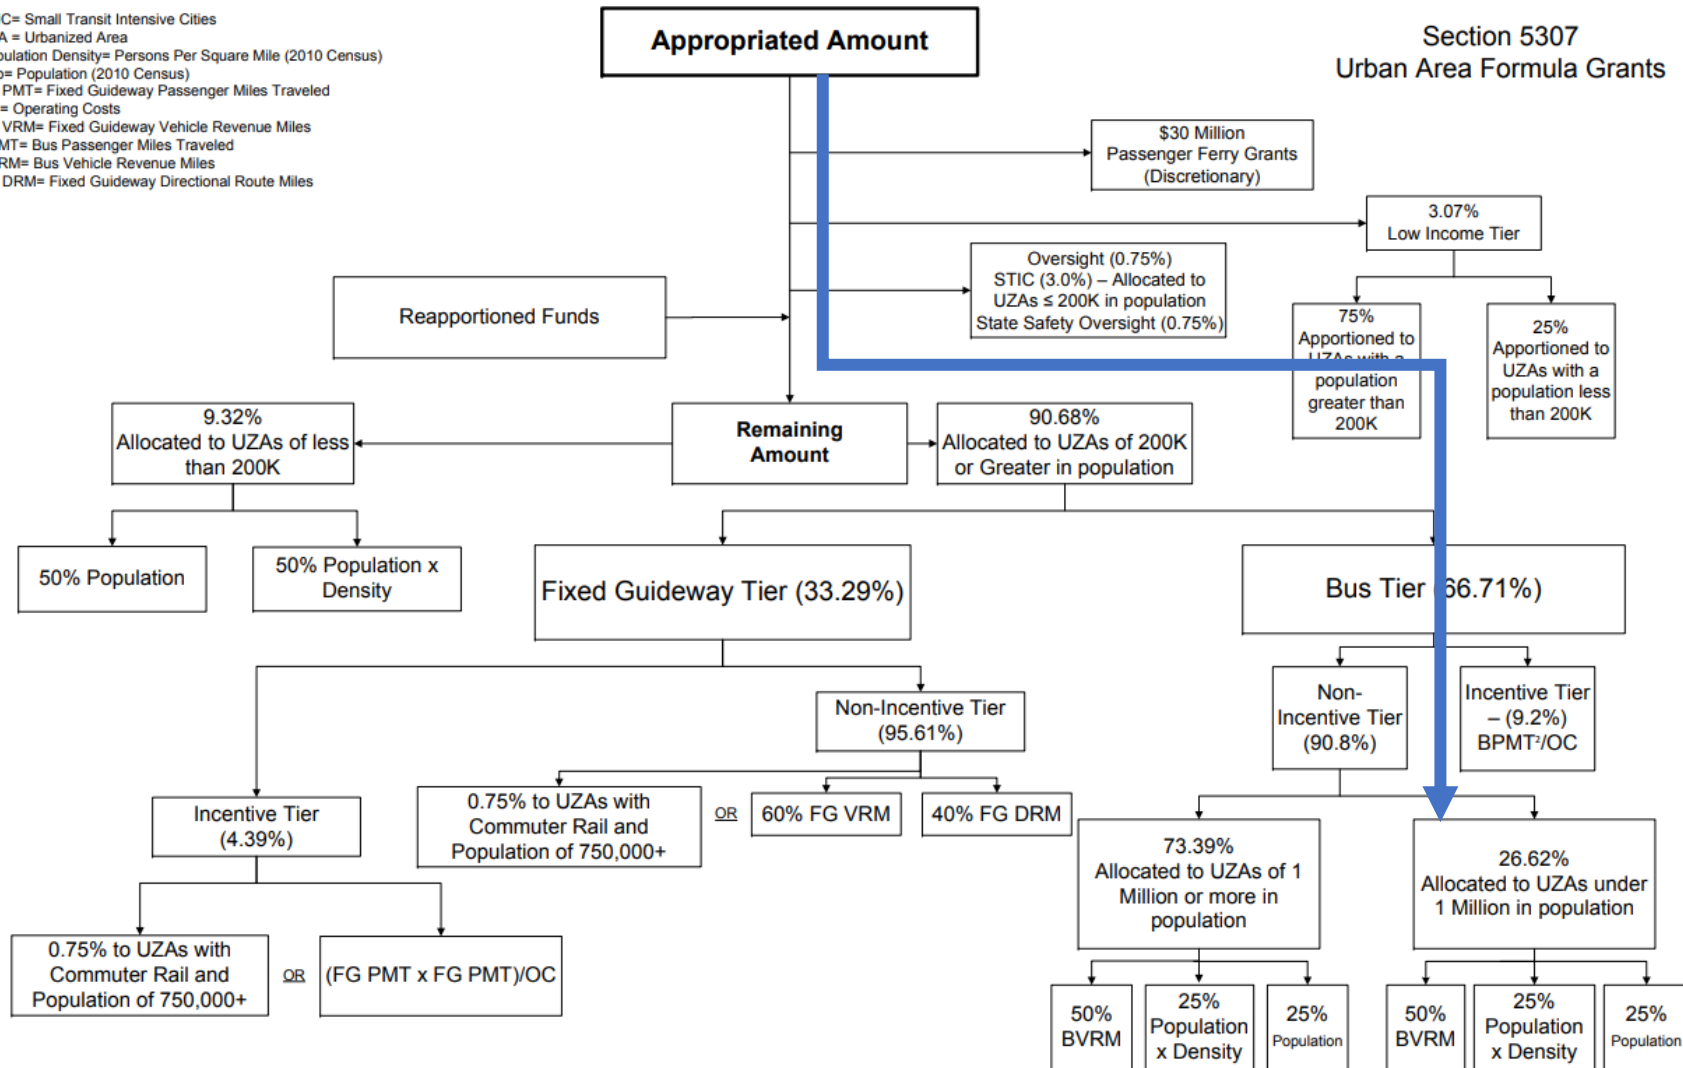 C= Small Transit Intensive Cities
A = Urbanized Area
ulation Density= Persons Per Square Mile (2010 Census)
= Population (2010 Census)
PMT= Fixed Guideway Passenger Miles Traveled
= Operating Costs
VRM= Fixed Guideway Vehicle Revenue Miles
MT= Bus Passenger Miles Traveled
RM= Bus Vehicle Revenue Miles
DRM= Fixed Guideway Directional Route Miles
Appropriated Amount
Section 5307
Urban Area Formula Grants
$30 Million
Passenger Ferry Grants
(Discretionary)
3.07%
Low Income Tier
Oversight (0.75%)
STIC (3.0%) – Allocated to
UZAs ≤ 200K in population
State Safety Oversight (0.75%)
Reapportioned Funds
75%
Apportioned to
UZAs with a
population
greater than
200K
25%
Apportioned to
UZAs with a
population less
than 200K
9.32%
Allocated to UZAs of less
than 200K
Remaining
Amount
90.68%
Allocated to UZAs of 200K
or Greater in population
50% Population
50% Population x
Density
Fixed Guideway Tier (33.29%)
Bus Tier (66.71%)
Non-Incentive Tier
(95.61%)
Non-
Incentive Tier
(90.8%)
Incentive Tier
– (9.2%)
BPMT²/OC
Incentive Tier
(4.39%)
0.75% to UZAs with
Commuter Rail and
Population of 750,000+
OR
60% FG VRM
40% FG DRM
73.39%
Allocated to UZAs of 1
Million or more in
population
26.62%
Allocated to UZAs under
1 Million in population
0.75% to UZAs with
Commuter Rail and
Population of 750,000+
OR
(FG PMT x FG PMT)/OC
50%
BVRM
25%
Population
x Density
25%
Population
50%
BVRM
25%
Population
x Density
25%
Population